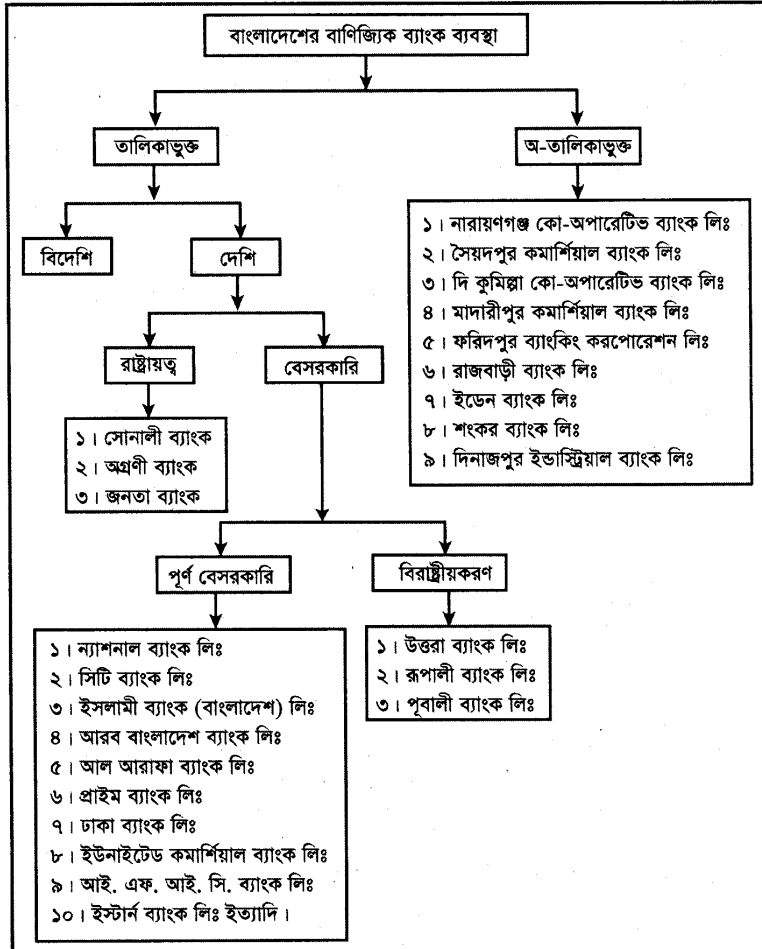 বাংলাদেশের বাণিজ্যিক ব্যাংক ব্যবস্থা
তালিকাভুক্ত
অ-তালিকাভুক্ত
বিদেশি
দেশি
১। নারায়ণগঞ্জ কো-অপারেটিভ ব্যাংক লিঃ
২। সৈয়দপুর কমার্শিয়াল ব্যাংক লিঃ
৩। দি কুমিল্লা কো-অপারেটিভ ব্যাংক লিঃ
৪। মাদারীপুর কমার্শিয়াল ব্যাংক লিঃ
৫। ফরিদপুর ব্যাংকিং করপোরেশন লিঃ
৬। রাজবাড়ী ব্যাংক লিঃ
৭। ইডেন ব্যাংক লিঃ
৮। শংকর ব্যাংক লিঃ
৯। দিনাজপুর ইন্ডাস্ট্রিয়াল ব্যাংক লিঃ
রাষ্ট্রায়ত্ব
বেসরকারি
১। সোনালী ব্যাংক
২। অগ্রণী ব্যাংক
৩। জনতা ব্যাংক
পূর্ণ বেসরকারি
বিরাষ্ট্রীয়করণ
১। ন্যাশনাল ব্যাংক লিঃ
২। সিটি ব্যাংক লিঃ
৩। ইসলামী ব্যাংক (বাংলাদেশ) লিঃ
৪। আরব বাংলাদেশ ব্যাংক লিঃ
৫। আল আরাফা ব্যাংক লিঃ
৬। প্রাইম ব্যাংক লিঃ
৭। ঢাকা ব্যাংক লিঃ
৮। ইউনাইটেড কমার্শিয়াল ব্যাংক লিঃ
৯। আই. এফ. আই. সি. ব্যাংক লিঃ
১০। ইস্টার্ন ব্যাংক লিঃ ইত্যাদি।
১। উত্তরা ব্যাংক লিঃ
২। রূপালী ব্যাংক লিঃ
৩। পূবালী ব্যাংক লিঃ